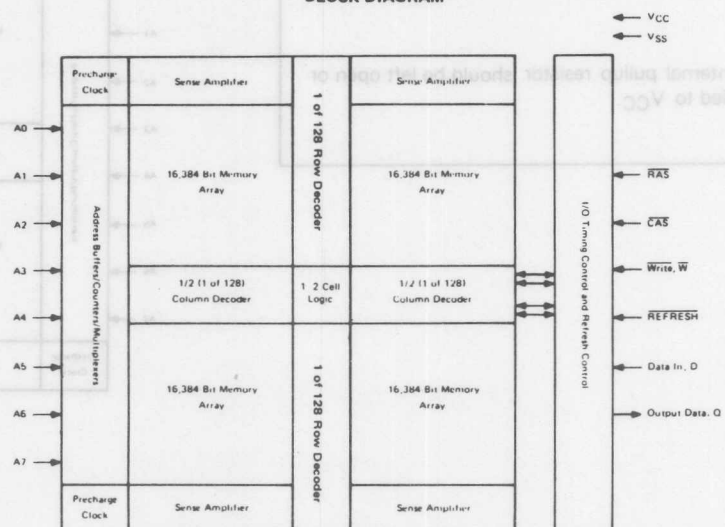 BLOCK DIAGRAM
VCC
VSS
Precharge
Clock
Sense Amplifier
1 of 128 Row Decoder
Sense Amplifier
A0
A1
A2
A3
A4
A5
A6
A7
Address Buffers/Counters/Multiplexers
16,384 Bit Memory
Array
16,384 Bit Memory
Array
1/2 (1 of 128)
Column Decoder
1 2 Cell
Logic
1/2 (1 of 128)
Column Decoder
16,384 Bit Memory
Array
1 of 128 Row Decoder
16,384 Bit Memory
Array
Precharge
Clock
Sense Amplifier
Sense Amplifier
I/O Timing Control and Refresh Control
RAS
CAS
Write, W
REFRESH
Data In, D
Output Data, Q
internal pullup resistor, should be left open or
tied to VCC.